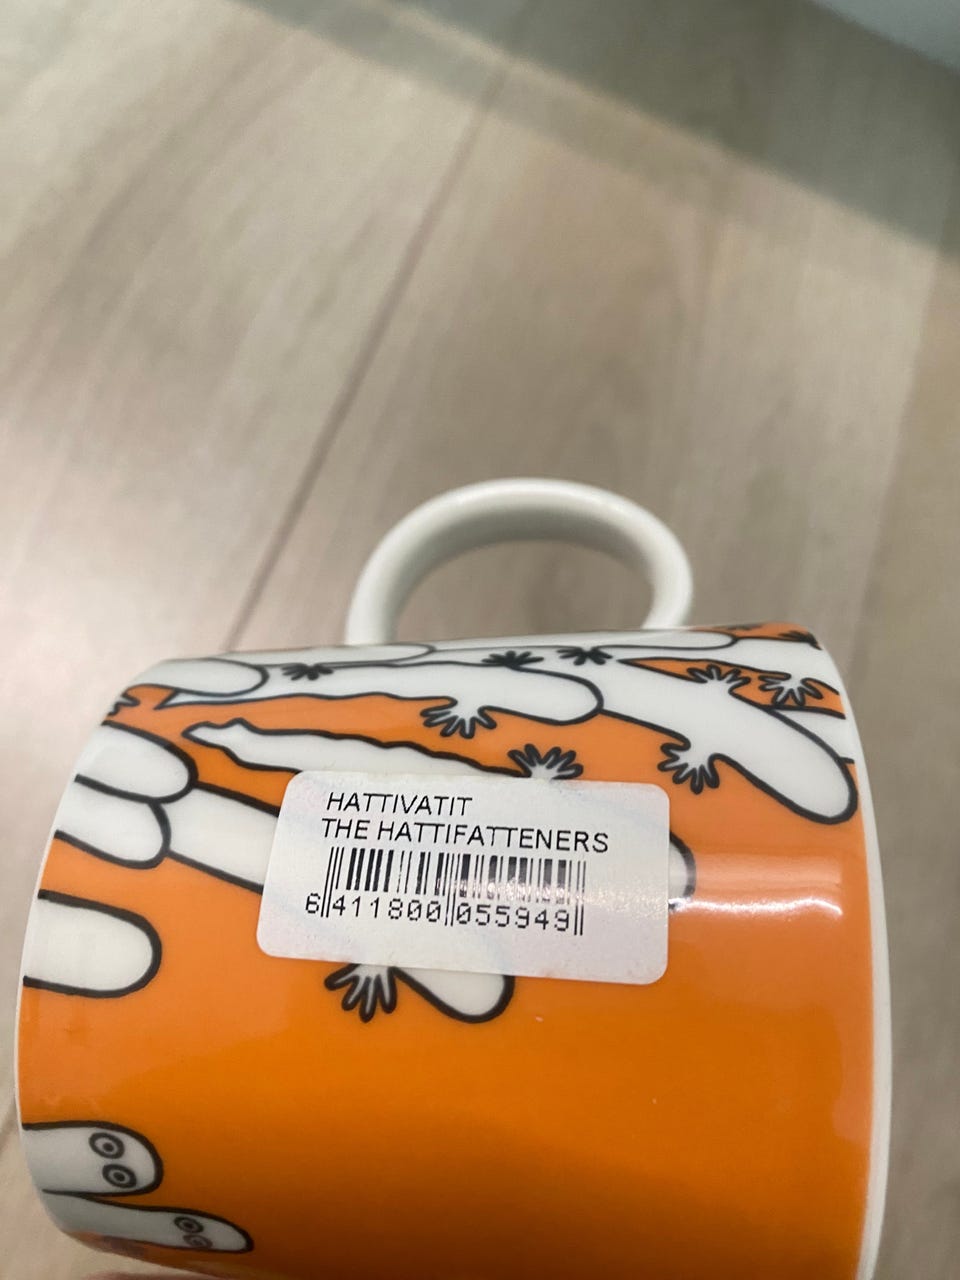 HATTIVATIT
THE HATTIFATTENERS
6 411800 055949